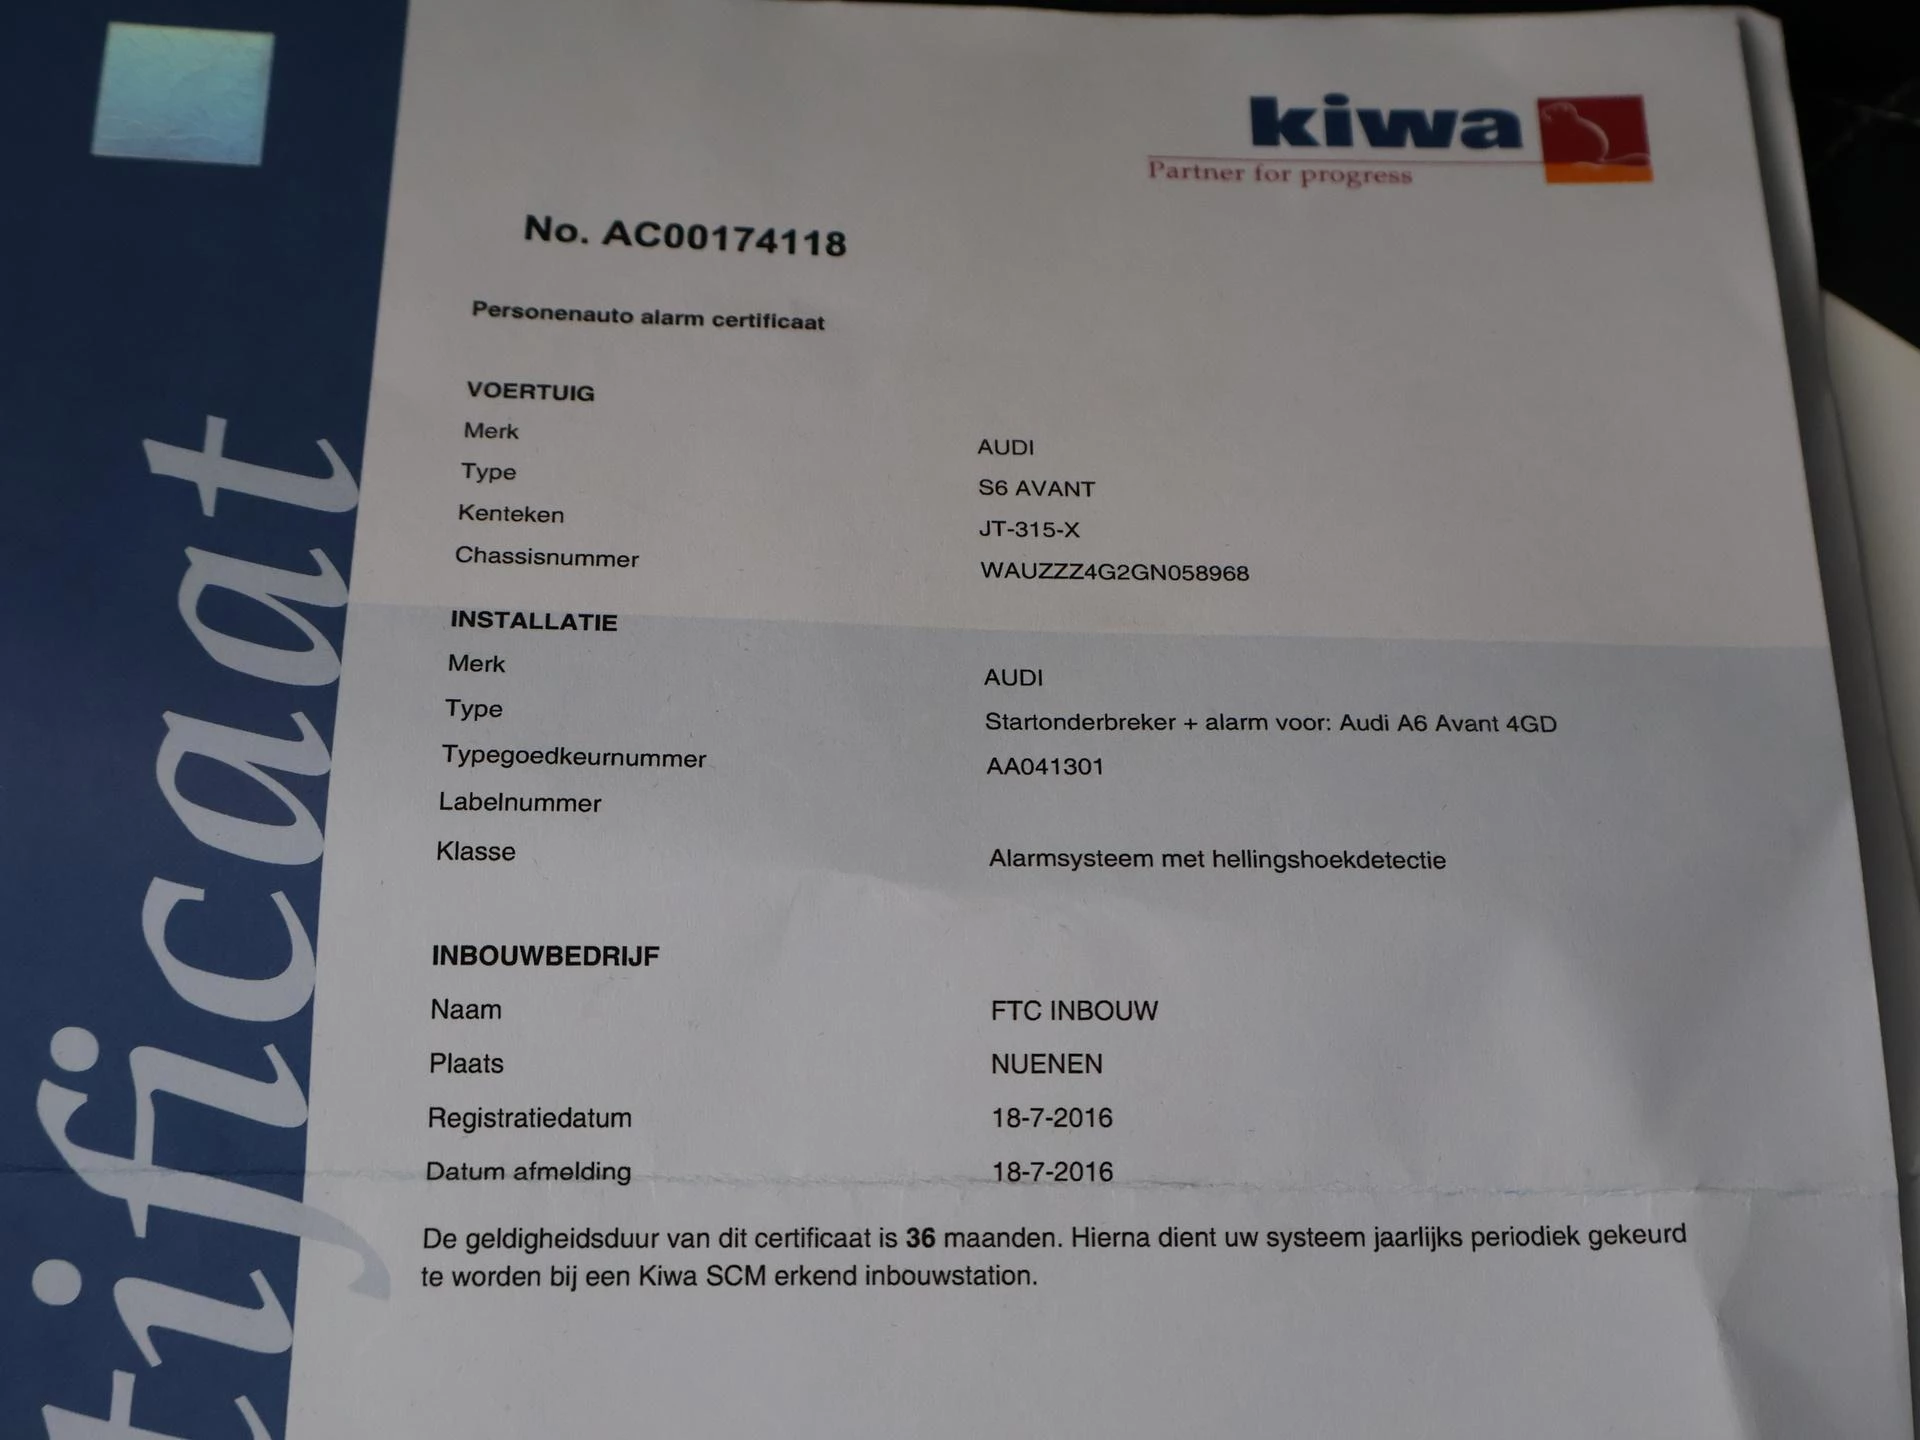 kiwa
Partner for progress
No. AC00174118
Personenauto alarm certificaat
VOERTUIG
Merk AUDI
Type S6 AVANT
Kenteken JT-315-X
Chassisnummer WAUZZZ4G2GN058968
INSTALLATIE
Merk AUDI
Type Startonderbreker + alarm voor: Audi A6 Avant 4GD
Typegoedkeurnummer AA041301
Labelnummer
Klasse Alarmsysteem met hellingshoekdetectie
INBOUWBEDRIJF
Naam FTC INBOUW
Plaats NUENEN
Registratiedatum 18-7-2016
Datum afmelding 18-7-2016
De geldigheidsduur van dit certificaat is 36 maanden. Hierna dient uw systeem jaarlijks periodiek gekeurd
te worden bij een Kiwa SCM erkend inbouwstation.
tificaat